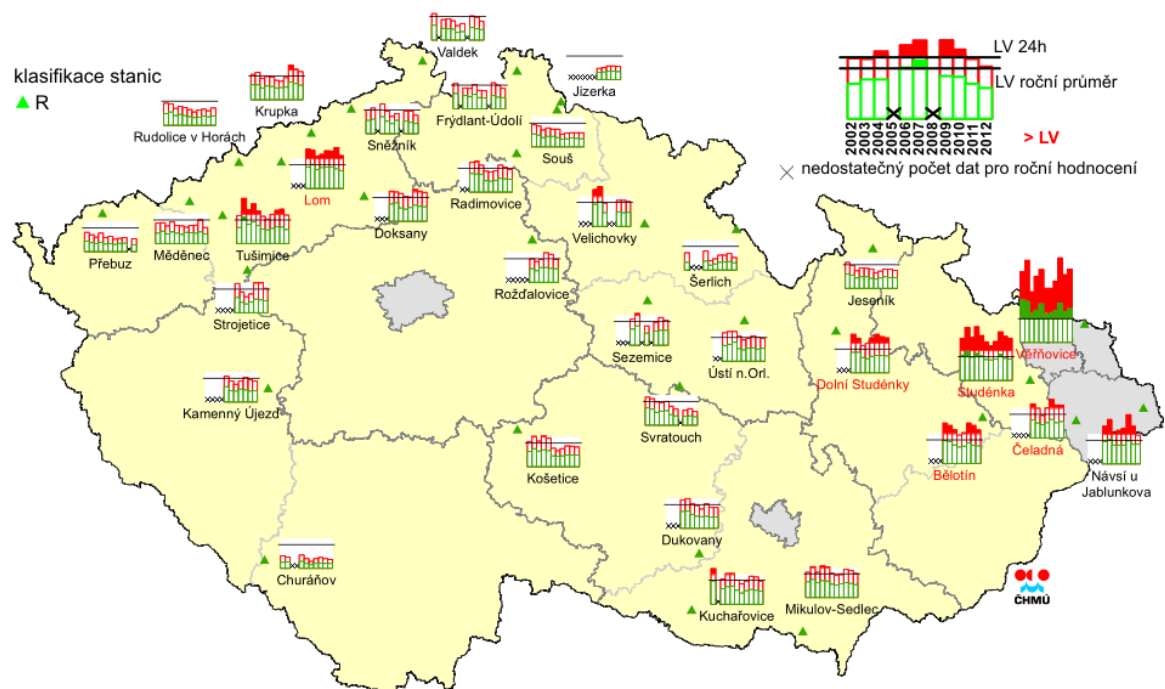 klasifikace stanic
R
Valdek
Jizerka
Krupka
Rudolice v Horách
Sněžník
Frýdlant-Údolí
Souš
Lom
Radimovice
Doksany
Velichovky
Přebuz
Měděnec
Tušimice
Strojetice
Rožďalovice
Šerlich
Jeseník
Věřňovice
Sezemice
Ústí n.Orl.
Dolní Studénky
Studénka
Kamenný Újezd
Svratouch
Košetice
Bělotín
Čeladná
Návsí u
Jablunkova
Dukovany
Churáňov
Kuchařovice
Mikulov-Sedlec
ČHMÚ
LV 24h
LV roční průměr
2002
2003
2004
2005
2006
2007
2008
2009
2010
2011
2012
> LV
nedostatečný počet dat pro roční hodnocení